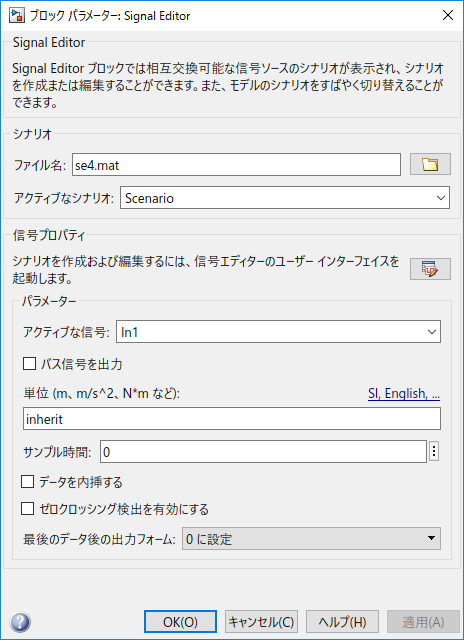 ブロック パラメーター: Signal Editor
Signal Editor
Signal Editor ブロックでは相互交換可能な信号ソースのシナリオが表示され、シナリオ
を作成または編集することができます。また、モデルのシナリオをすばやく切り替えることが
できます。
シナリオ
ファイル名: se4.mat
アクティブなシナリオ: Scenario
信号プロパティ
シナリオを作成および編集するには、信号エディターのユーザー インターフェイスを
起動します。
パラメーター
アクティブな信号: In1
バス信号を出力
単位 (m、m/s^2、N*m など): SI, English, ...
inherit
サンプル時間: 0
データを内挿する
ゼロクロッシング検出を有効にする
最後のデータ後の出力フォーム: 0 に設定
OK(O) キャンセル(C) ヘルプ(H) 適用(A)